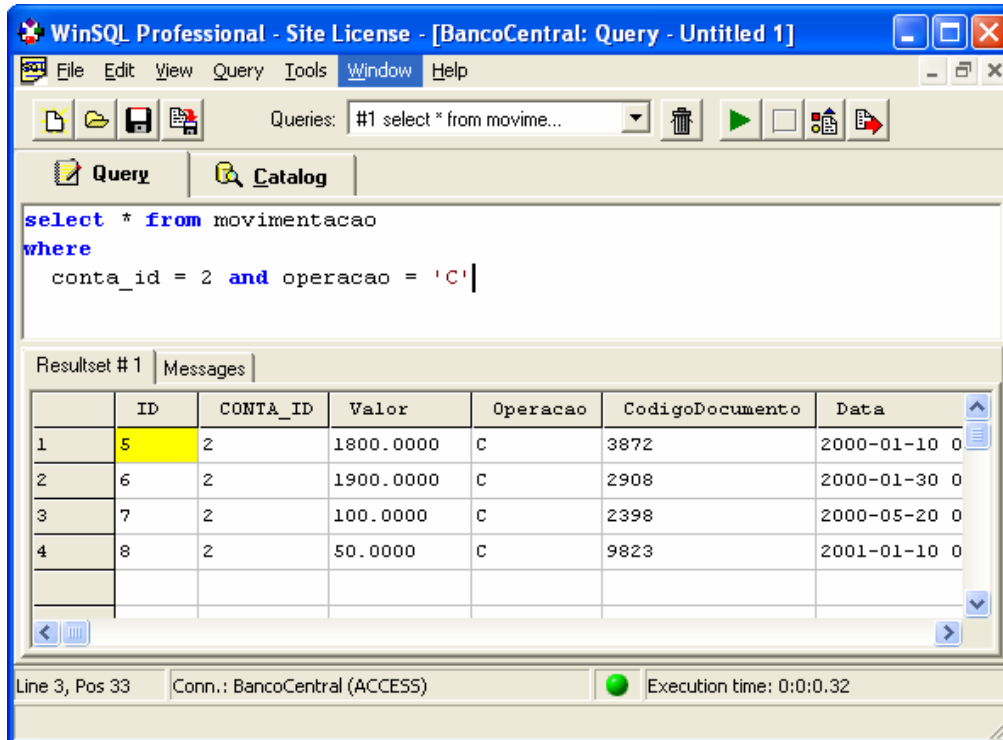 WinSQL Professional - Site License - [BancoCentral: Query - Untitled 1]
File Edit View Query Tools Window Help
Queries: #1 select * from movime...
Query Catalog
select * from movimentacao
where
conta_id = 2 and operacao = 'C'
Resultset # 1 Messages
ID CONTA_ID Valor Operacao CodigoDocumento Data
1 5 2 1800.0000 C 3872 2000-01-10 0
2 6 2 1900.0000 C 2908 2000-01-30 0
3 7 2 100.0000 C 2398 2000-05-20 0
4 8 2 50.0000 C 9823 2001-01-10 0
Line 3, Pos 33 Conn.: BancoCentral (ACCESS) Execution time: 0:0:0.32